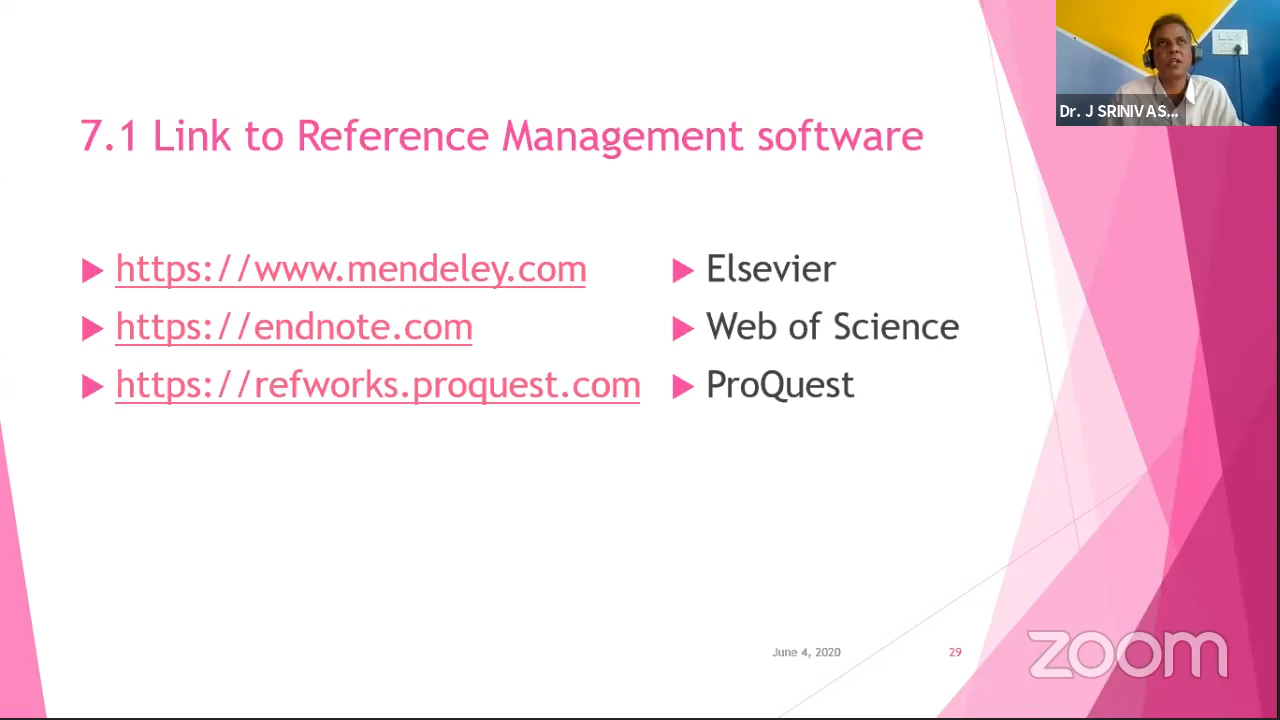 Dr. J SRINIVAS...
7.1 Link to Reference Management software
https://www.mendeley.com
https://endnote.com
https://refworks.proquest.com
Elsevier
Web of Science
ProQuest
June 4, 2020
29
zoom